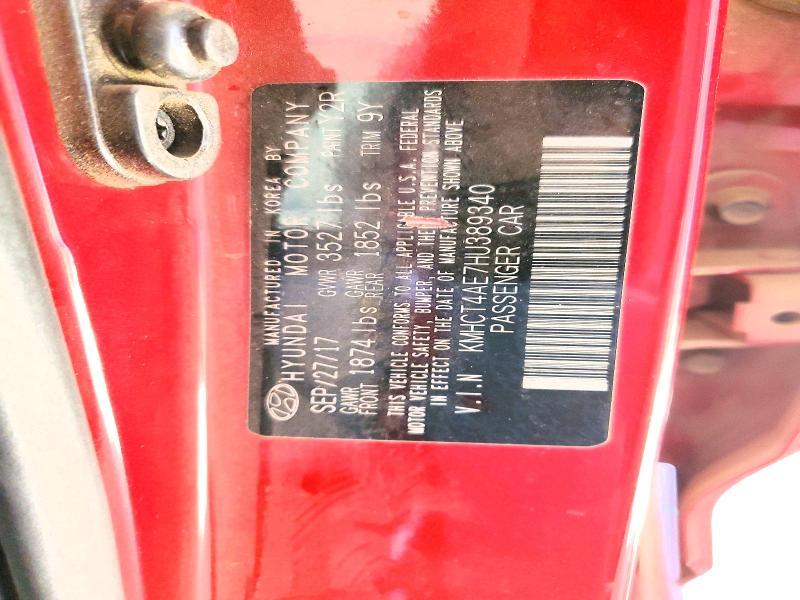 MANUFACTURED IN KOREA BY
HYUNDAI MOTOR COMPANY
SEP/27/17 GVWR 3527 lbs PAINT Y2R
GAWR FRONT 1874 lbs GAWR REAR 1852 lbs TRIM 9Y
THIS VEHICLE CONFORMS TO ALL APPLICABLE U.S.A. FEDERAL
MOTOR VEHICLE SAFETY, BUMPER, AND THEFT PREVENTION STANDARDS
IN EFFECT ON THE DATE OF MANUFACTURE SHOWN ABOVE
V.I.N KMHCT4AE7HU389340
PASSENGER CAR